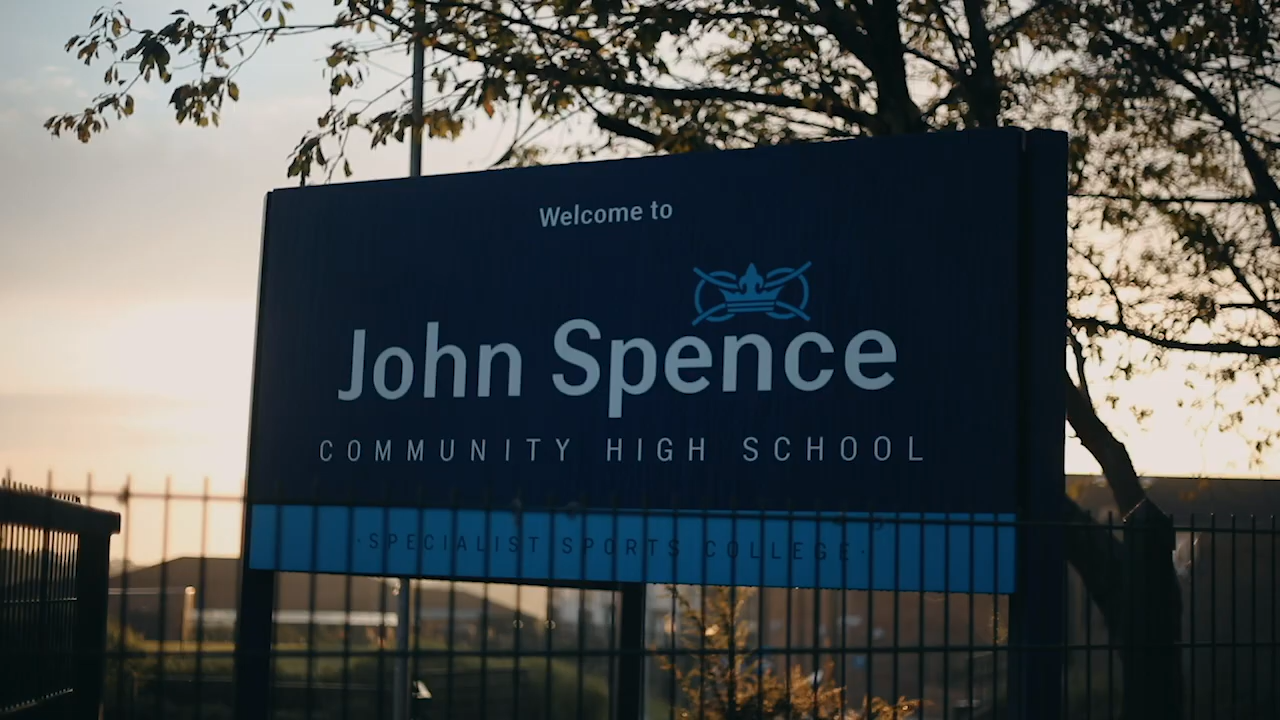 Welcome to
John Spence
COMMUNITY HIGH SCHOOL
·SPECIALIST SPORTS COLLEGE·